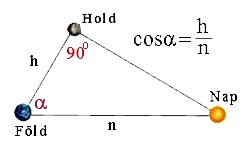 Hold
cosα = h/n
h
90°
α
Nap
Föld
n